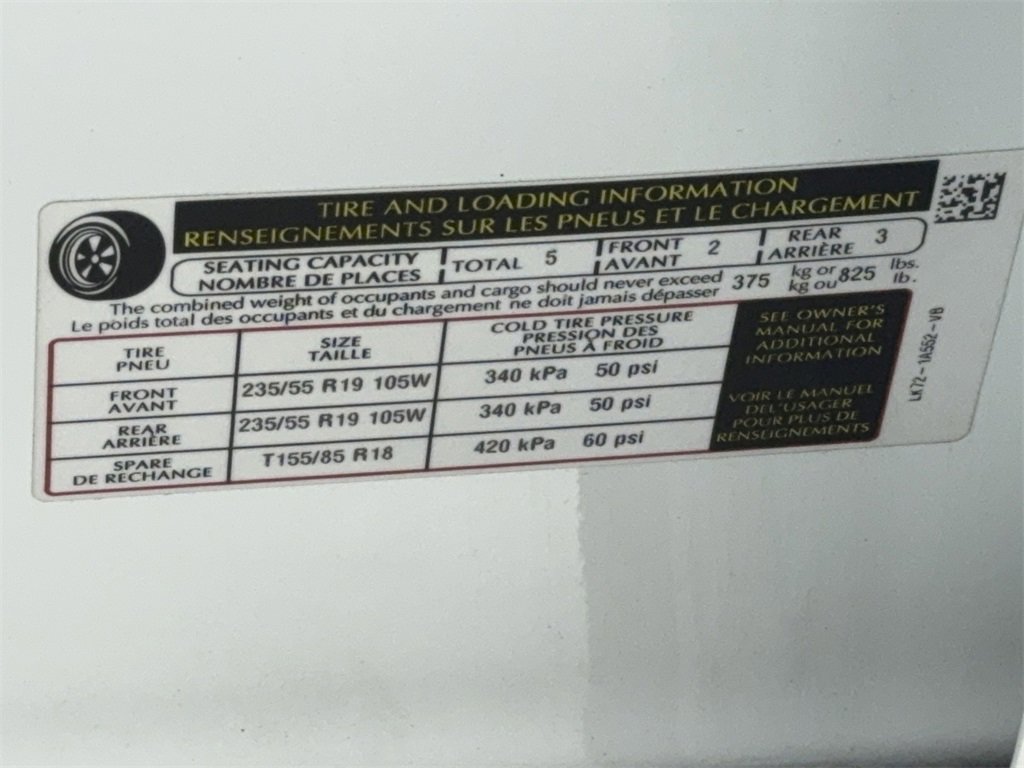 TIRE AND LOADING INFORMATION
RENSEIGNEMENTS SUR LES PNEUS ET LE CHARGEMENT
SEATING CAPACITY
NOMBRE DE PLACES
TOTAL 5
FRONT
AVANT
2
REAR
ARRIÈRE
3
The combined weight of occupants and cargo should never exceed 375 kg or 825 lbs.
Le poids total des occupants et du chargement ne doit jamais dépasser kg ou lb.
TIRE
PNEU
SIZE
TAILLE
COLD TIRE PRESSURE
PRESSION DES
PNEUS À FROID
FRONT
AVANT
235/55 R19 105W
340 kPa 50 psi
REAR
ARRIÈRE
235/55 R19 105W
340 kPa 50 psi
SPARE
DE RECHANGE
T155/85 R18
420 kPa 60 psi
SEE OWNER'S
MANUAL FOR
ADDITIONAL
INFORMATION
VOIR LE MANUEL
DEL'USAGER
POUR PLUS DE
RENSEIGNEMENTS
LK72-1A552-VB